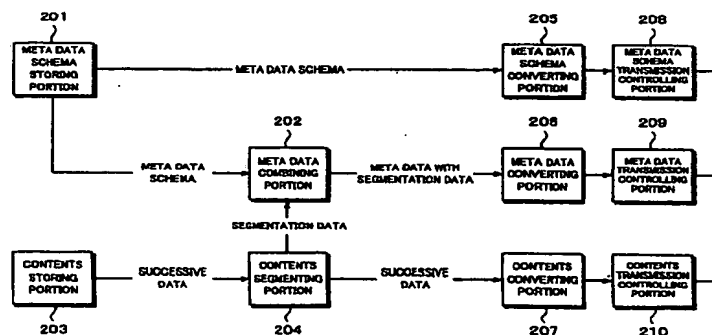 201
205
208
META DATA
SCHEMA
STORING
PORTION
META DATA SCHEMA
META DATA
SCHEMA
CONVERTING
PORTION
META DATA
SCHEMA
TRANSMISSION
CONTROLLING
PORTION
202
206
209
META DATA
SCHEMA
META DATA
COMBINING
PORTION
META DATA WITH
SEGMENTATION DATA
META DATA
CONVERTING
PORTION
META DATA
TRANSMISSION
CONTROLLING
PORTION
SEGMENTATION DATA
CONTENTS
STORING
PORTION
SUCCESSIVE
DATA
CONTENTS
SEGMENTING
PORTION
SUCCESSIVE
DATA
CONTENTS
CONVERTING
PORTION
CONTENTS
TRANSMISSION
CONTROLLING
PORTION
203
204
207
210